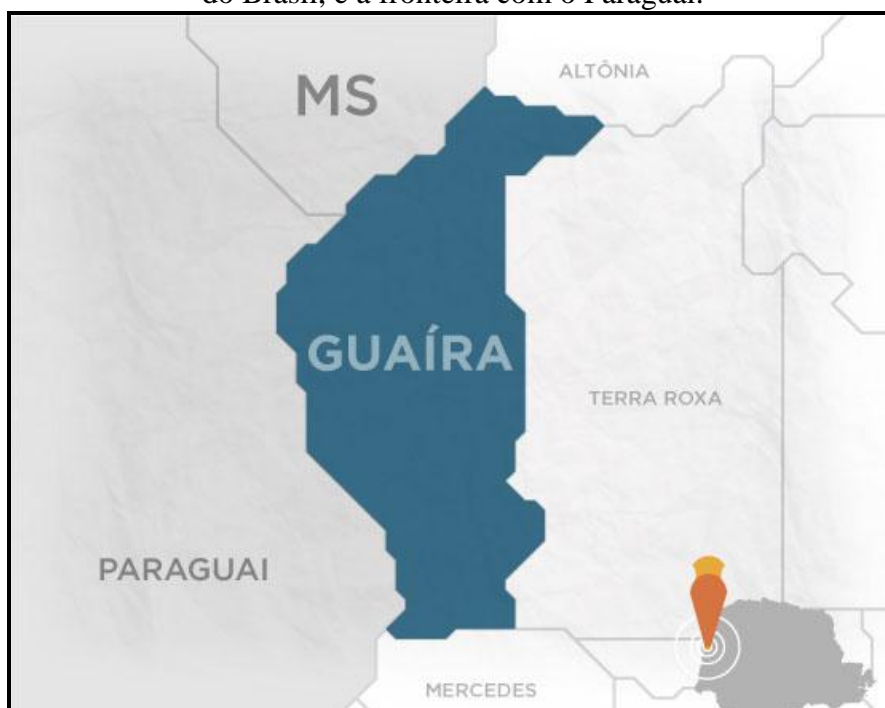 do Brasil, e a fronteira com o Paraguai.
ALTÔNIA
MS
GUAÍRA
TERRA ROXA
PARAGUAI
MERCEDES